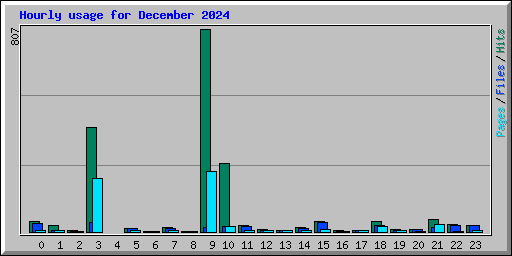 Hourly usage for December 2024
807
Pages/Files/Hits
0 1 2 3 4 5 6 7 8 9 10 11 12 13 14 15 16 17 18 19 20 21 22 23